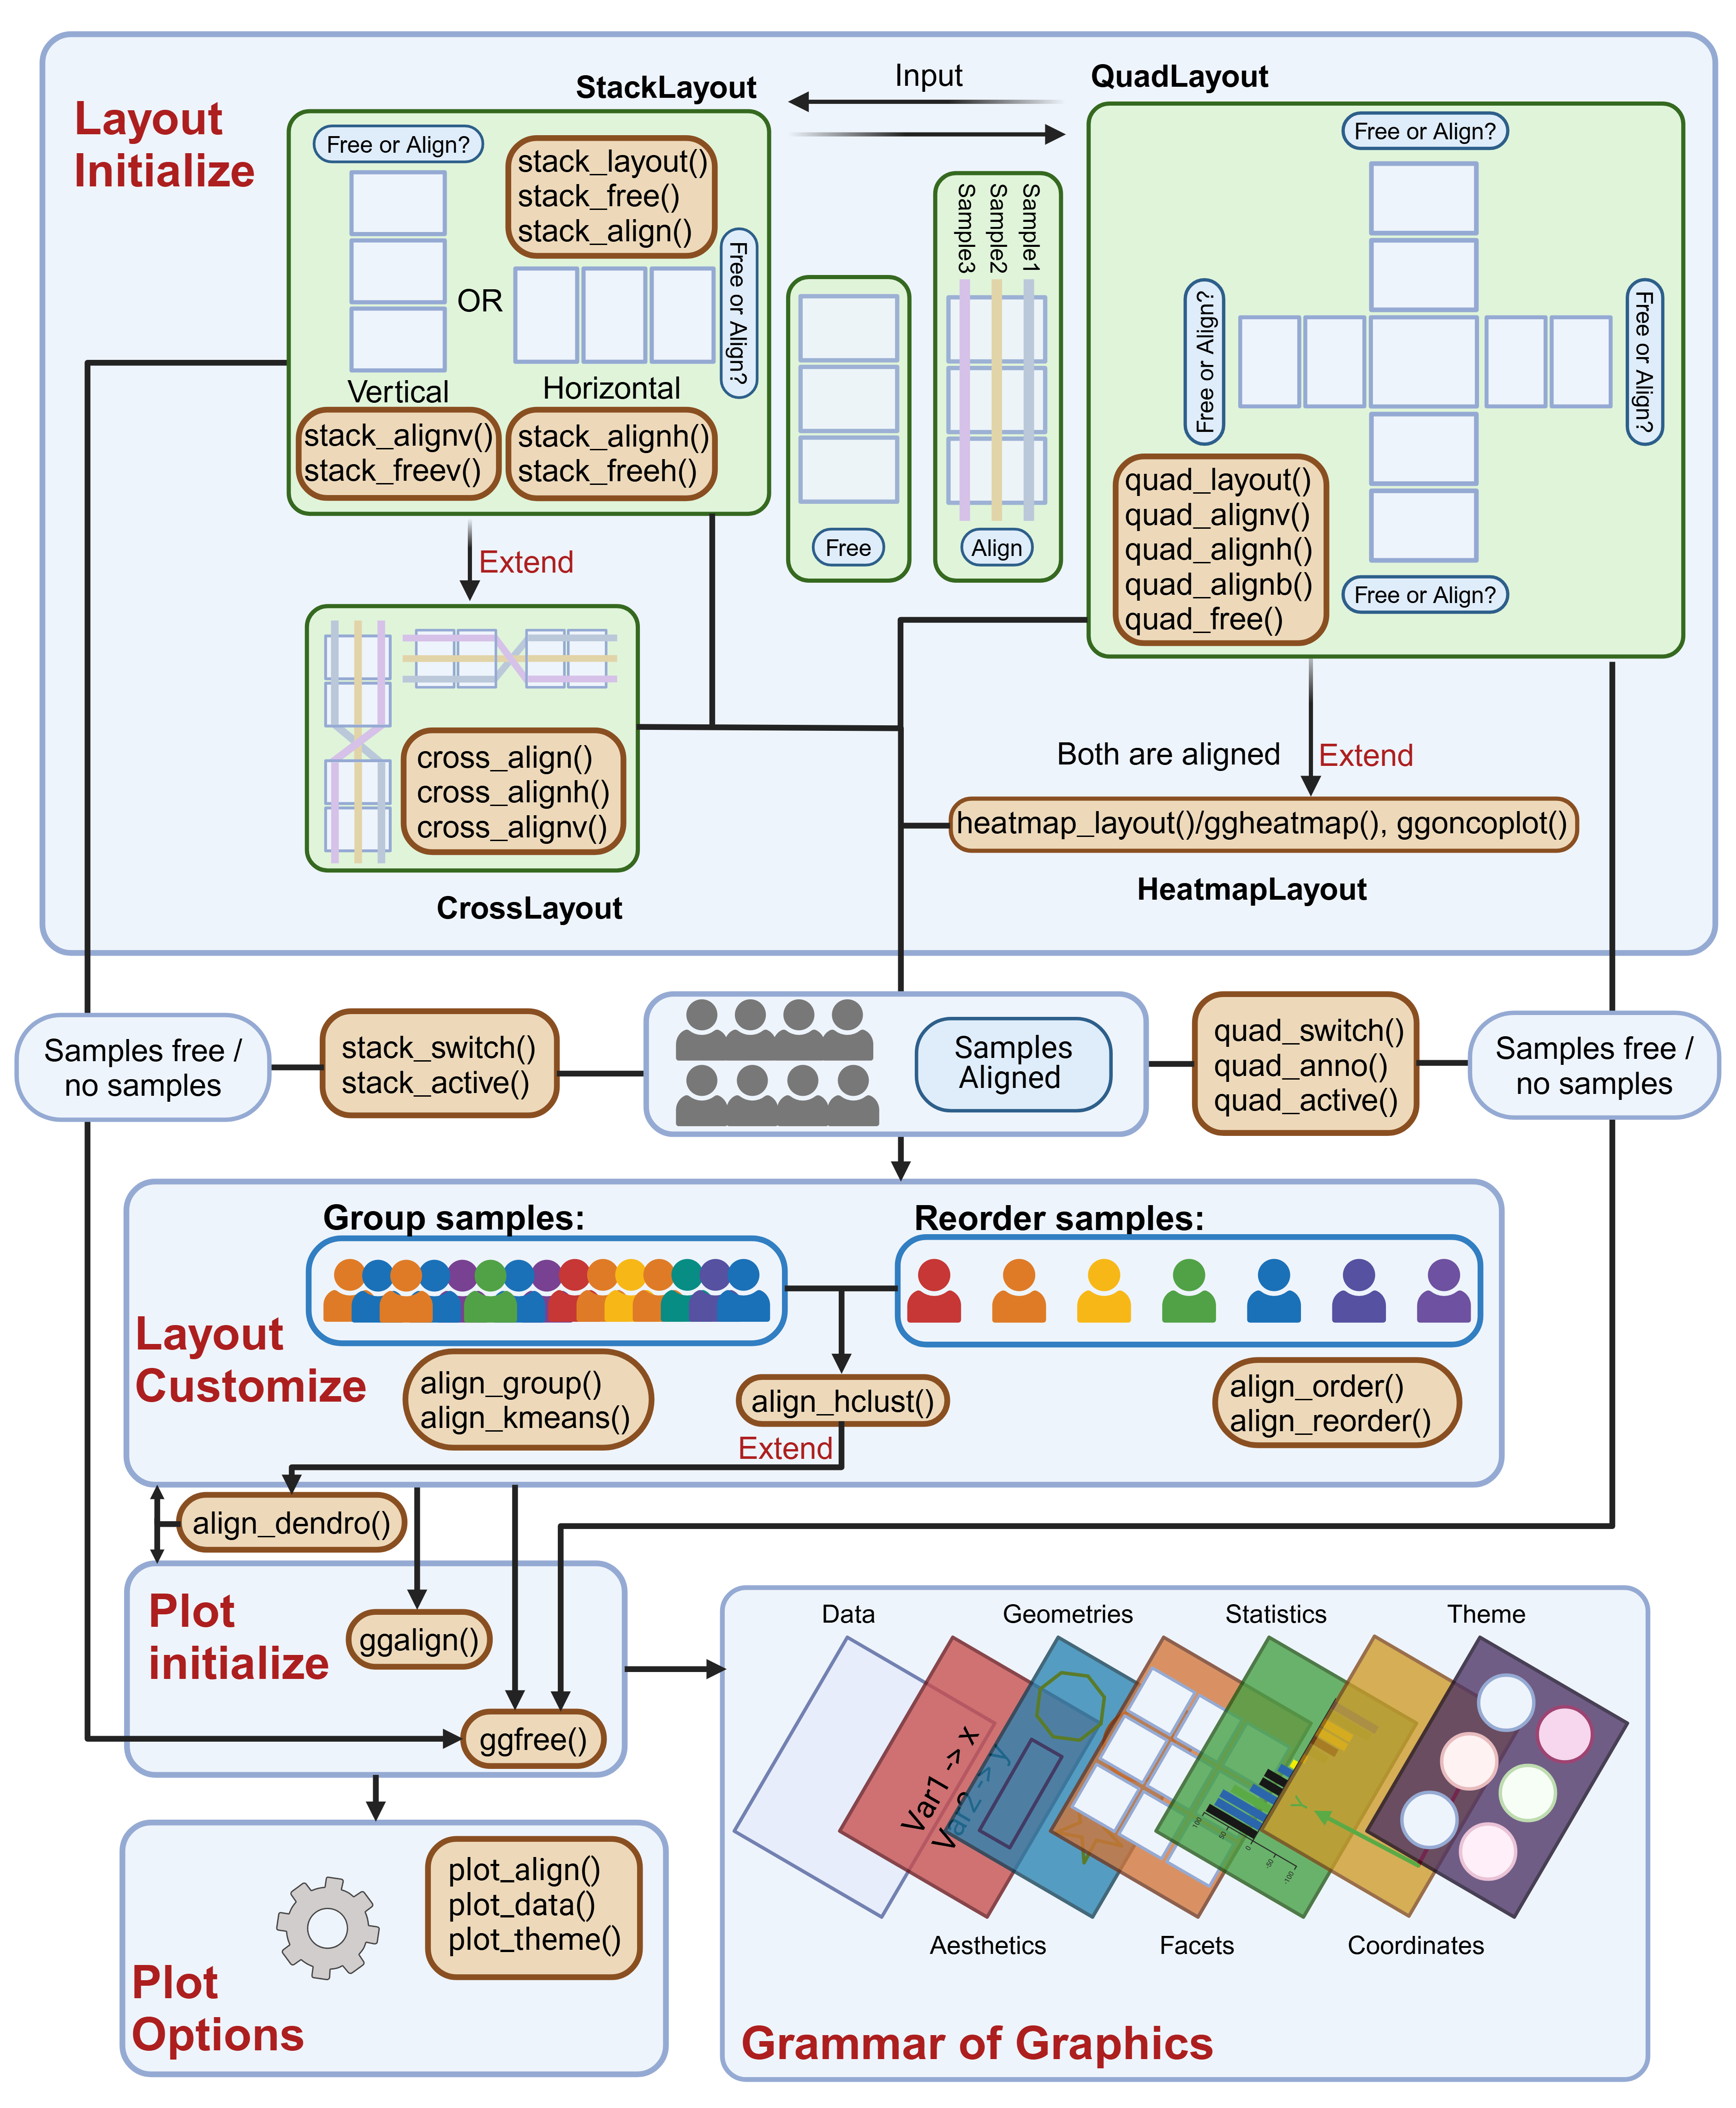 Layout
Initialize
StackLayout
Input
QuadLayout
Free or Align?
stack_layout()
stack_free()
stack_align()
Free or Align?
OR
Vertical
Horizontal
stack_alignv()
stack_freev()
stack_alignh()
stack_freeh()
Free
Sample3
Sample2
Sample1
Align
Free or Align?
Free or Align?
Free or Align?
Free or Align?
quad_layout()
quad_alignv()
quad_alignh()
quad_alignb()
quad_free()
Extend
cross_align()
cross_alignh()
cross_alignv()
CrossLayout
Both are aligned
Extend
heatmap_layout()/ggheatmap(), ggoncoplot()
HeatmapLayout
Samples free /
no samples
stack_switch()
stack_active()
Samples
Aligned
quad_switch()
quad_anno()
quad_active()
Samples free /
no samples
Layout
Customize
Group samples:
Reorder samples:
align_group()
align_kmeans()
align_hclust()
align_order()
align_reorder()
Extend
align_dendro()
Plot
initialize
ggalign()
ggfree()
Plot
Options
plot_align()
plot_data()
plot_theme()
Data
Geometries
Statistics
Theme
Var1 -> x
Var2 -> y
100
50
0
-50
-100
Y
Aesthetics
Facets
Coordinates
Grammar of Graphics